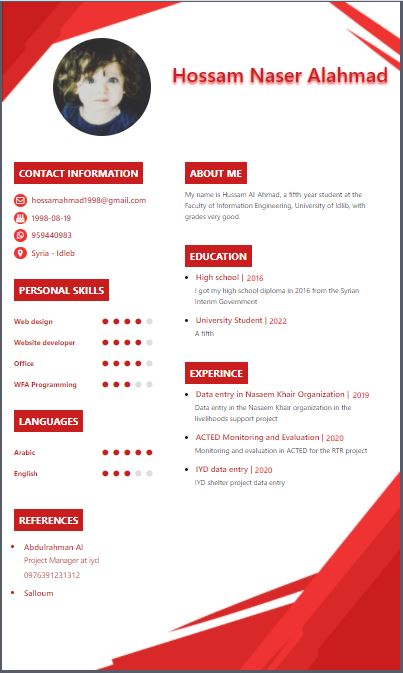 Hossam Naser Alahmad
CONTACT INFORMATION
hossamahmad1998@gmail.com
1998-08-19
959440983
Syria - Idleb
PERSONAL SKILLS
Web design
Website developer
Office
WFA Programming
LANGUAGES
Arabic
English
REFERENCES
Abdulrahman Al
Project Manager at iyd
0976391231312
Salloum
ABOUT ME
My name is Hussam Al-Ahmad, a fifth-year student at the
Faculty of Information Engineering, University of Idlib, with
grades very good.
EDUCATION
High school | 2016
I got my high school diploma in 2016 from the Syrian
Interim Government
University Student | 2022
A fifth
EXPERINCE
Data entry in Nasaem Khair Organization | 2019
Data entry in the Nasaem Khair organization in the
livelihoods support project
ACTED Monitoring and Evaluation | 2020
Monitoring and evaluation in ACTED for the RTR project
IYD data entry | 2020
IYD shelter project data entry